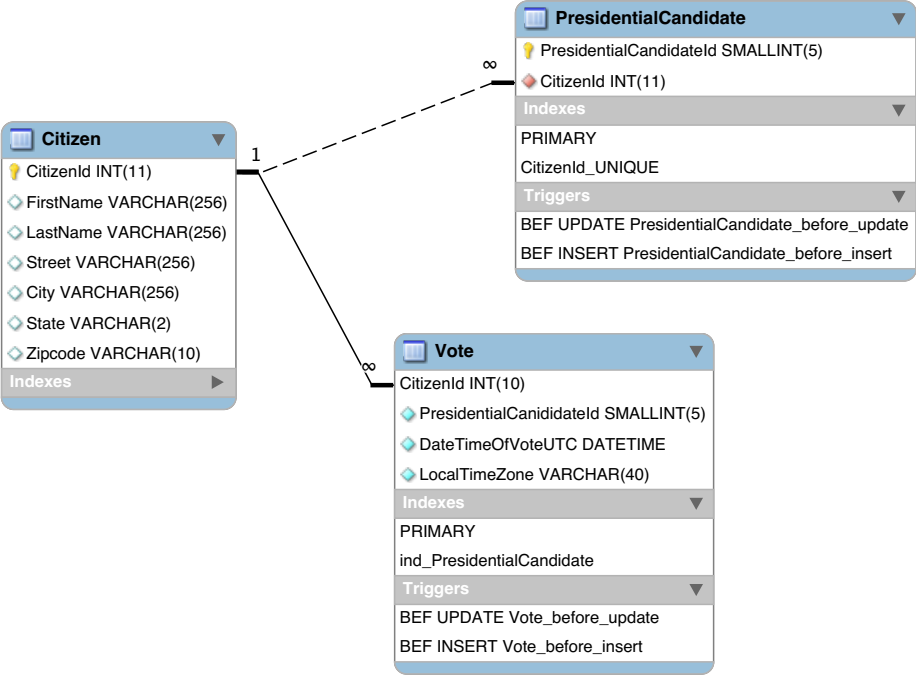 PresidentialCandidate
PresidentialCandidateId SMALLINT(5)
CitizenId INT(11)
Indexes
PRIMARY
CitizenId_UNIQUE
Triggers
BEF UPDATE PresidentialCandidate_before_update
BEF INSERT PresidentialCandidate_before_insert
∞
1
Citizen
CitizenId INT(11)
FirstName VARCHAR(256)
LastName VARCHAR(256)
Street VARCHAR(256)
City VARCHAR(256)
State VARCHAR(2)
Zipcode VARCHAR(10)
Indexes
∞
Vote
CitizenId INT(10)
PresidentialCanididateId SMALLINT(5)
DateTimeOfVoteUTC DATETIME
LocalTimeZone VARCHAR(40)
Indexes
PRIMARY
ind_PresidentialCandidate
Triggers
BEF UPDATE Vote_before_update
BEF INSERT Vote_before_insert